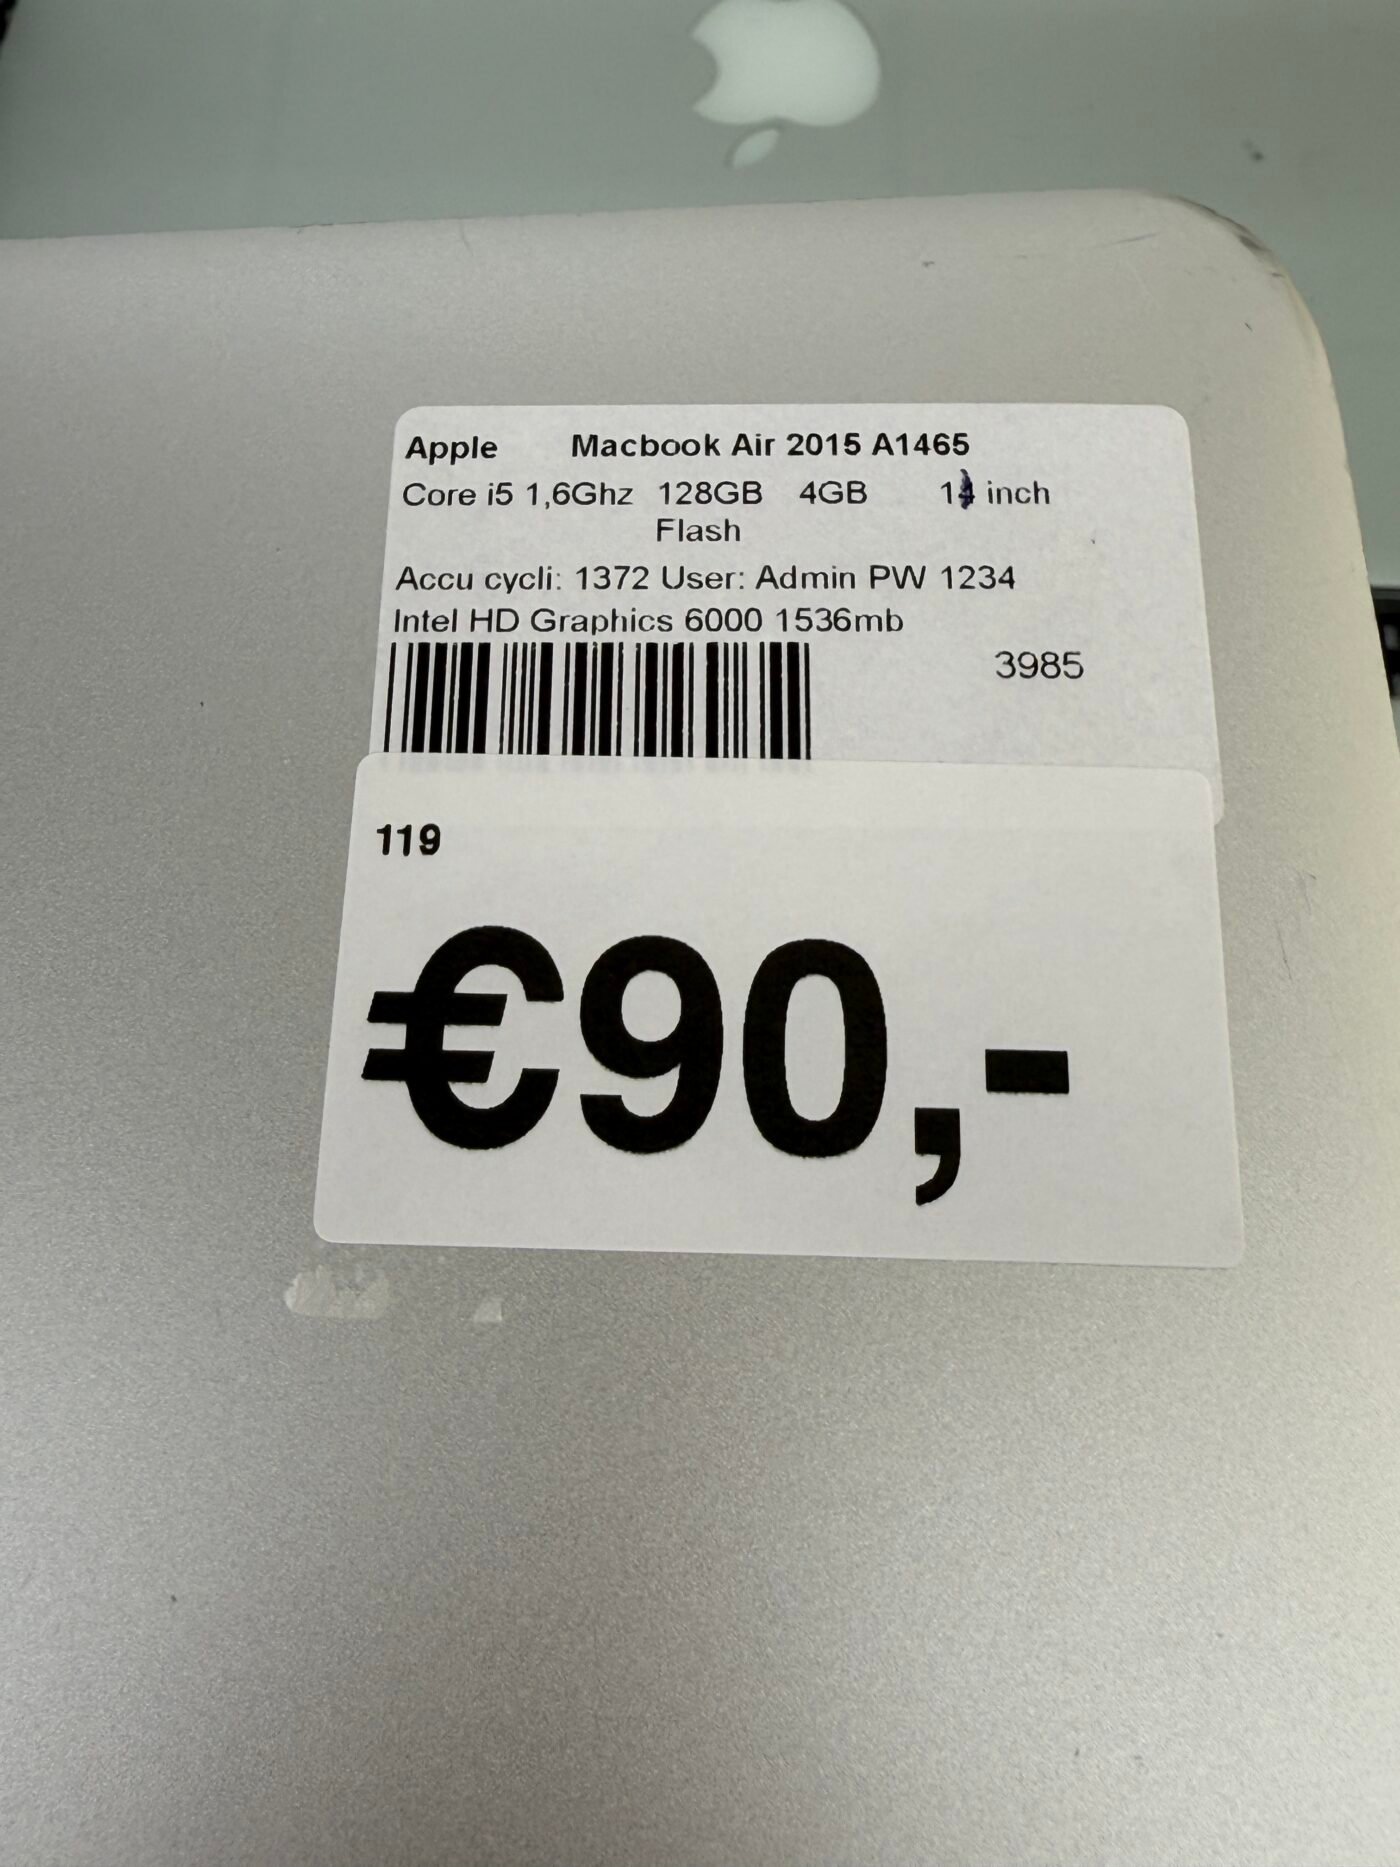 Apple Macbook Air 2015 A1465
Core i5 1,6Ghz 128GB 4GB 11 inch
Flash
Accu cycli: 1372 User: Admin PW 1234
Intel HD Graphics 6000 1536mb
3985
119
€90,-